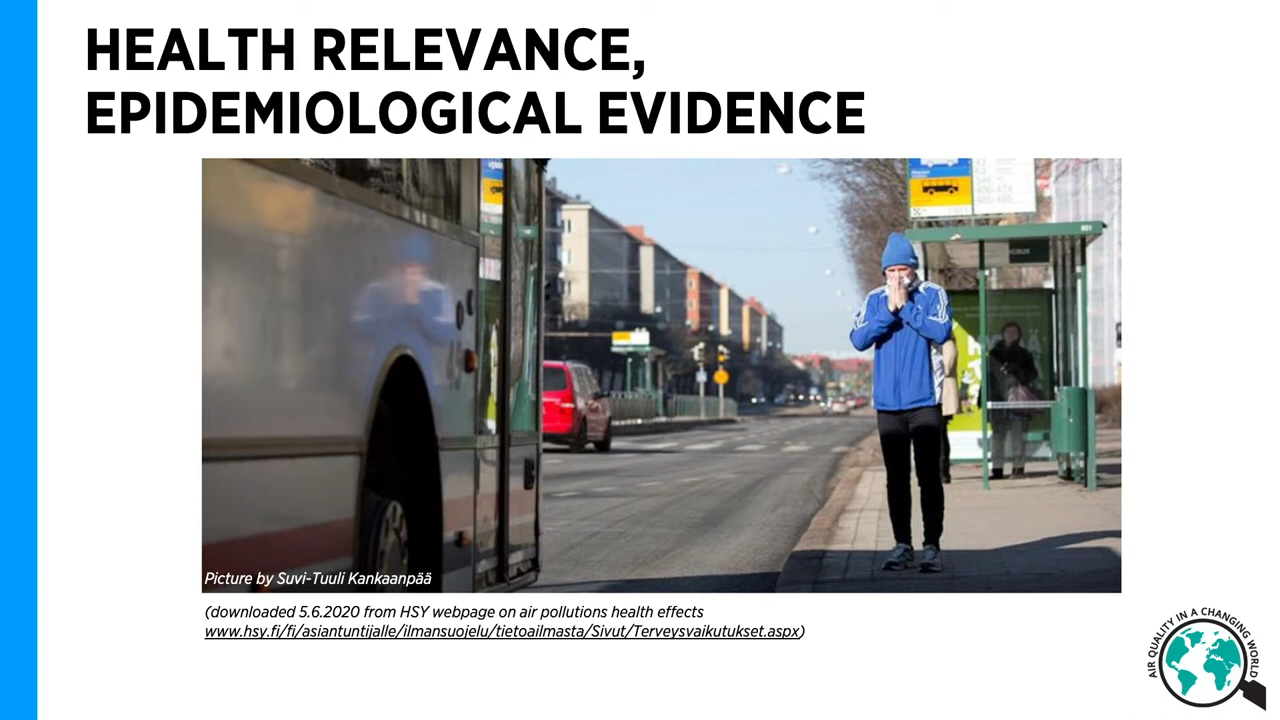 HEALTH RELEVANCE,
EPIDEMIOLOGICAL EVIDENCE
Picture by Suvi-Tuuli Kankaanpää
(downloaded 5.6.2020 from HSY webpage on air pollutions health effects
www.hsy.fi/fi/asiantuntijalle/ilmansuojelu/tietoailmasta/Sivut/Terveysvaikutukset.aspx)
AIR QUALITY IN A CHANGING WORLD